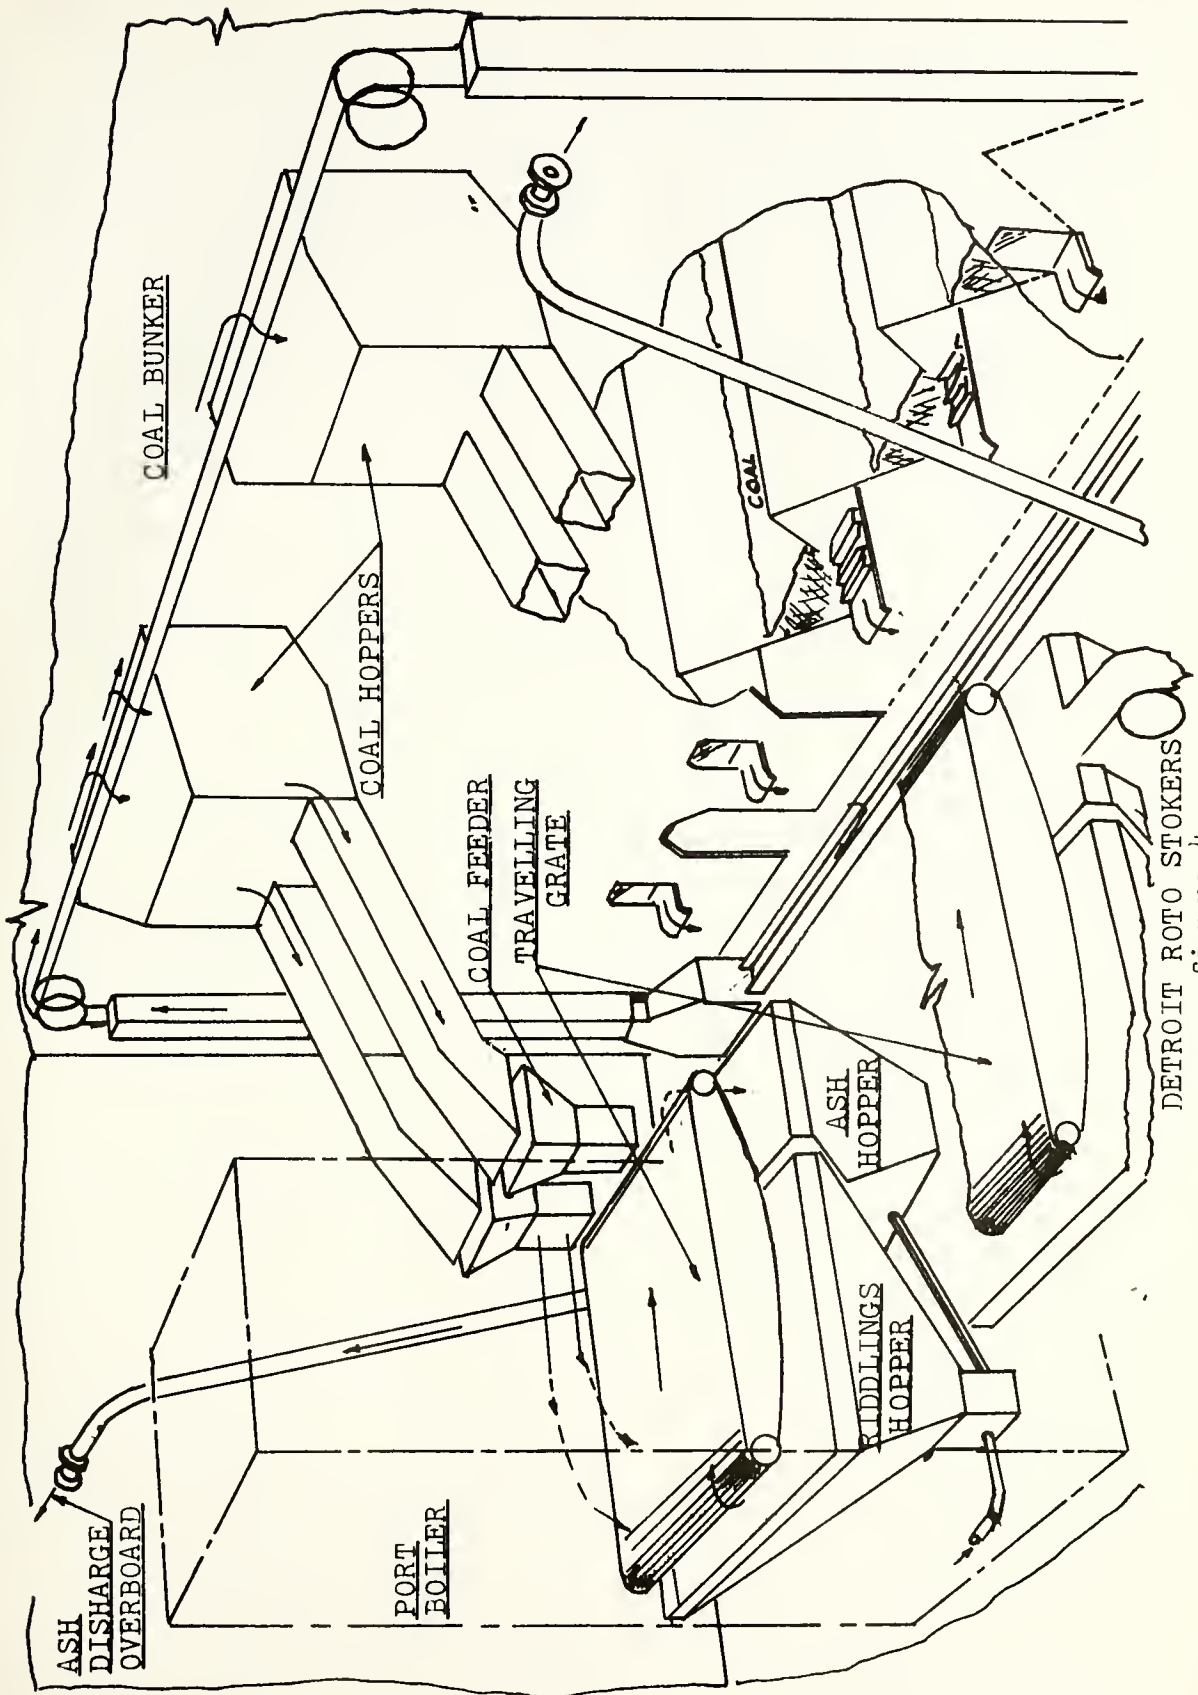 ASH
DISHARGE
OVERBOARD
PORT
BOILER
COAL BUNKER
COAL HOPPERS
COAL FEEDER
TRAVELLING
GRATE
COAL
ASH
HOPPER
RIDDLINGS
HOPPER
DETROIT ROTO STOKERS